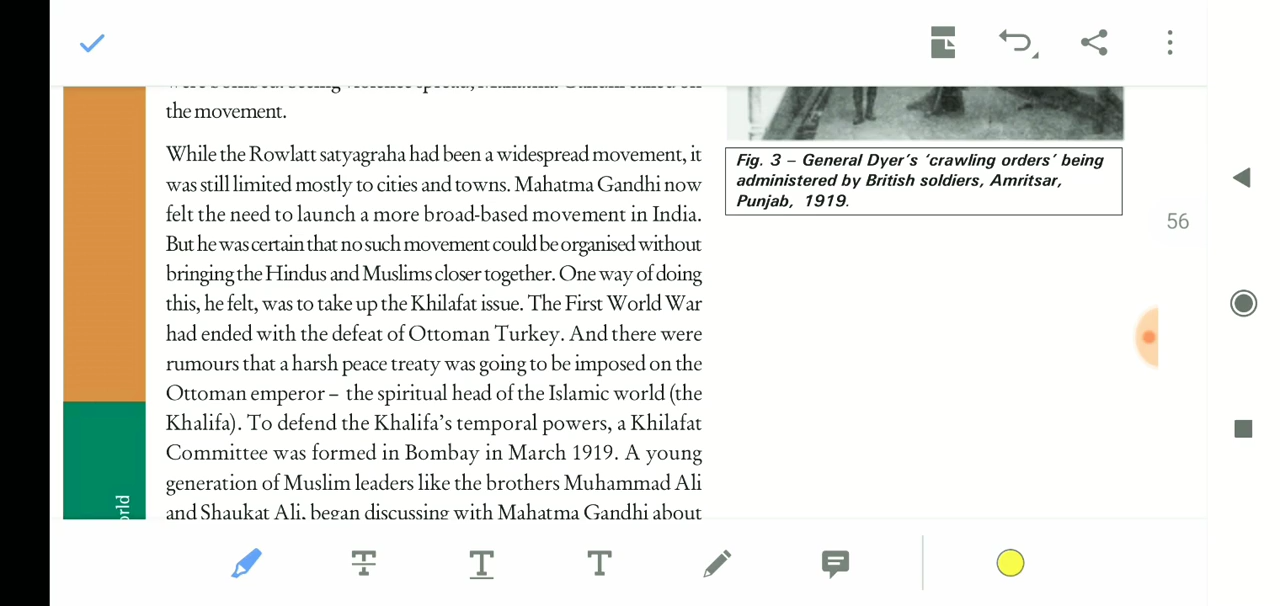 the movement.
While the Rowlatt satyagraha had been a widespread movement, it
was still limited mostly to cities and towns. Mahatma Gandhi now
felt the need to launch a more broad-based movement in India.
But he was certain that no such movement could be organised without
bringing the Hindus and Muslims closer together. One way of doing
this, he felt, was to take up the Khilafat issue. The First World War
had ended with the defeat of Ottoman Turkey. And there were
rumours that a harsh peace treaty was going to be imposed on the
Ottoman emperor – the spiritual head of the Islamic world (the
Khalifa). To defend the Khalifa's temporal powers, a Khilafat
Committee was formed in Bombay in March 1919. A young
generation of Muslim leaders like the brothers Muhammad Ali
and Shaukat Ali, began discussing with Mahatma Gandhi about
Fig. 3 – General Dyer's 'crawling orders' being
administered by British soldiers, Amritsar,
Punjab, 1919.
56
T
T
T